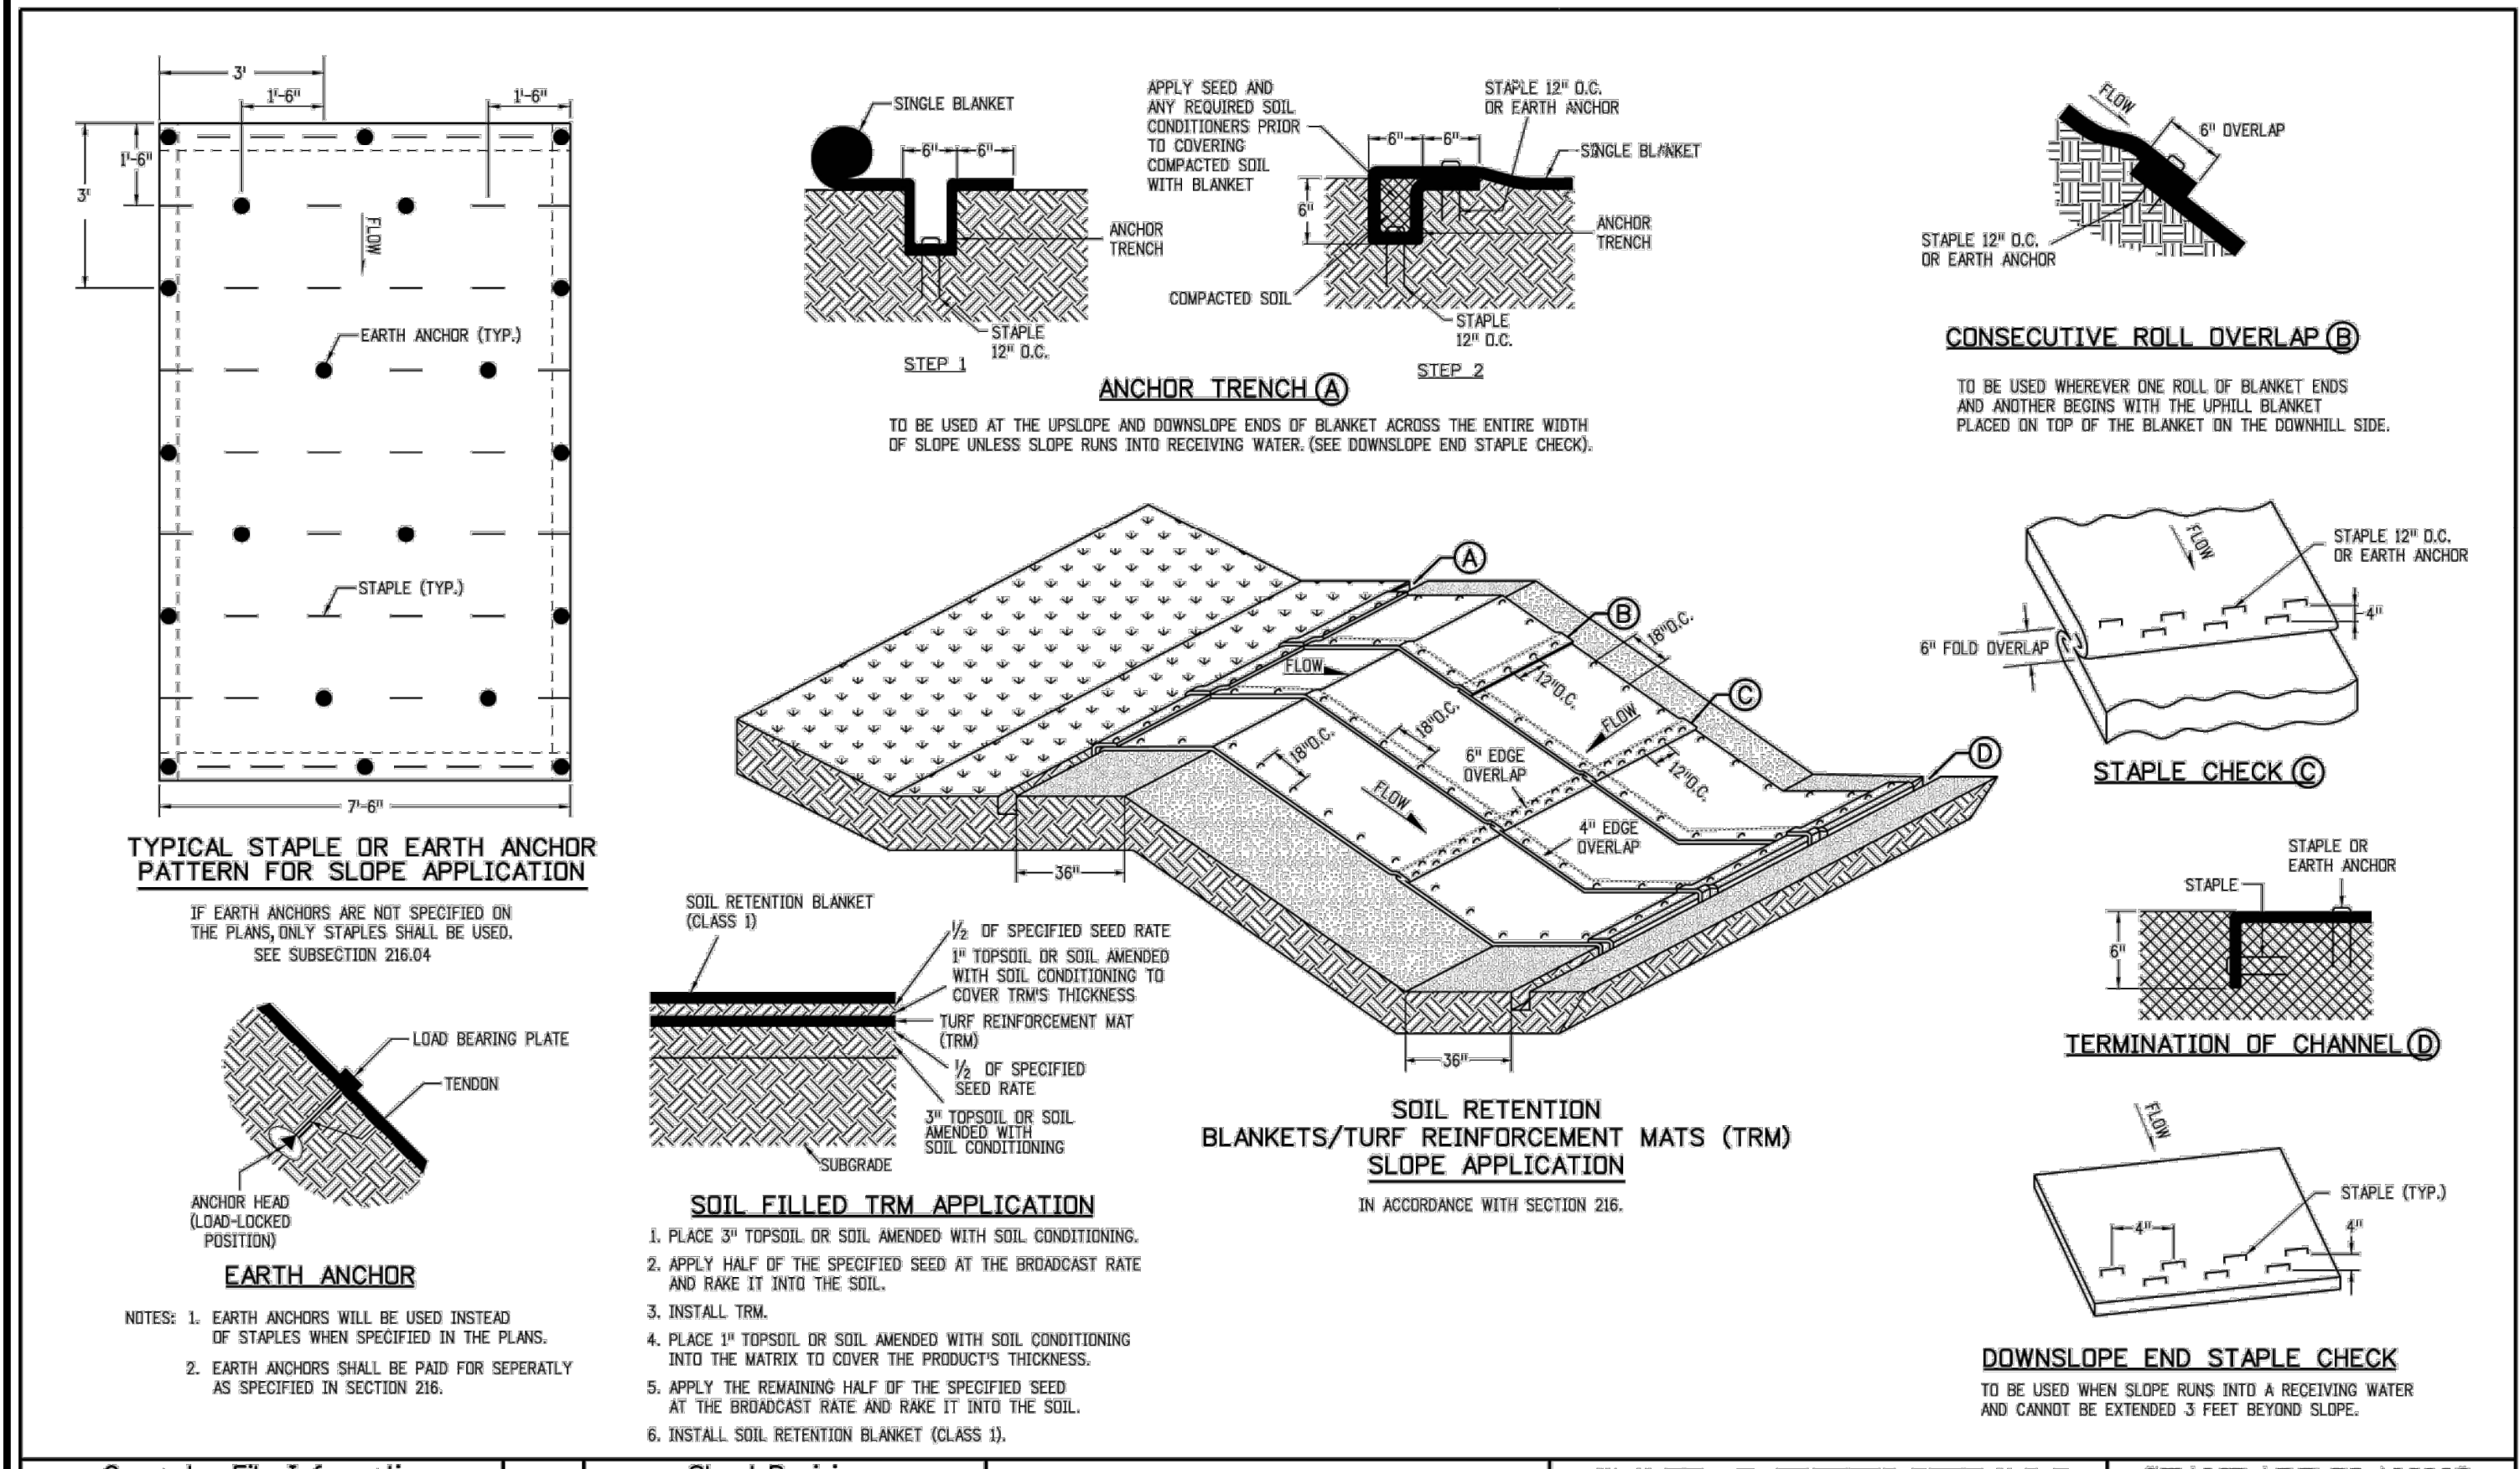 3'
1'-6"
1'-6"
1'-6"
3'
FLOW
EARTH ANCHOR (TYP.)
STAPLE (TYP.)
7'-6"
TYPICAL STAPLE OR EARTH ANCHOR
PATTERN FOR SLOPE APPLICATION
IF EARTH ANCHORS ARE NOT SPECIFIED ON
THE PLANS, ONLY STAPLES SHALL BE USED.
SEE SUBSECTION 216.04
LOAD BEARING PLATE
TENDON
ANCHOR HEAD
(LOAD-LOCKED
POSITION)
EARTH ANCHOR
NOTES: 1. EARTH ANCHORS WILL BE USED INSTEAD
OF STAPLES WHEN SPECIFIED IN THE PLANS.
2. EARTH ANCHORS SHALL BE PAID FOR SEPERATLY
AS SPECIFIED IN SECTION 216.
SINGLE BLANKET
6"
6"
ANCHOR
TRENCH
STAPLE
12" O.C.
STEP 1
APPLY SEED AND
ANY REQUIRED SOIL
CONDITIONERS PRIOR
TO COVERING
COMPACTED SOIL
WITH BLANKET
STAPLE 12" O.C.
OR EARTH ANCHOR
6"
6"
SINGLE BLANKET
6"
ANCHOR
TRENCH
COMPACTED SOIL
STAPLE
12" O.C.
STEP 2
ANCHOR TRENCH A
TO BE USED AT THE UPSLOPE AND DOWNSLOPE ENDS OF BLANKET ACROSS THE ENTIRE WIDTH
OF SLOPE UNLESS SLOPE RUNS INTO RECEIVING WATER. (SEE DOWNSLOPE END STAPLE CHECK).
FLOW
6" OVERLAP
STAPLE 12" O.C.
OR EARTH ANCHOR
CONSECUTIVE ROLL OVERLAP B
TO BE USED WHEREVER ONE ROLL OF BLANKET ENDS
AND ANOTHER BEGINS WITH THE UPHILL BLANKET
PLACED ON TOP OF THE BLANKET ON THE DOWNHILL SIDE.
A
B
18"O.C.
FLOW
12"O.C.
C
FLOW
18"O.C.
18"O.C.
6" EDGE
OVERLAP
12"O.C.
D
FLOW
4" EDGE
OVERLAP
36"
36"
SOIL RETENTION
BLANKETS/TURF REINFORCEMENT MATS (TRM)
SLOPE APPLICATION
IN ACCORDANCE WITH SECTION 216.
SOIL RETENTION BLANKET
(CLASS 1)
1/2 OF SPECIFIED SEED RATE
1" TOPSOIL OR SOIL AMENDED
WITH SOIL CONDITIONING TO
COVER TRM'S THICKNESS
TURF REINFORCEMENT MAT
(TRM)
1/2 OF SPECIFIED
SEED RATE
3" TOPSOIL OR SOIL
AMENDED WITH
SOIL CONDITIONING
SUBGRADE
SOIL FILLED TRM APPLICATION
1. PLACE 3" TOPSOIL OR SOIL AMENDED WITH SOIL CONDITIONING.
2. APPLY HALF OF THE SPECIFIED SEED AT THE BROADCAST RATE
AND RAKE IT INTO THE SOIL.
3. INSTALL TRM.
4. PLACE 1" TOPSOIL OR SOIL AMENDED WITH SOIL CONDITIONING
INTO THE MATRIX TO COVER THE PRODUCT'S THICKNESS.
5. APPLY THE REMAINING HALF OF THE SPECIFIED SEED
AT THE BROADCAST RATE AND RAKE IT INTO THE SOIL.
6. INSTALL SOIL RETENTION BLANKET (CLASS 1).
FLOW
STAPLE 12" O.C.
OR EARTH ANCHOR
4"
6" FOLD OVERLAP
STAPLE CHECK C
STAPLE OR
EARTH ANCHOR
STAPLE
6"
TERMINATION OF CHANNEL D
FLOW
STAPLE (TYP.)
4"
4"
DOWNSLOPE END STAPLE CHECK
TO BE USED WHEN SLOPE RUNS INTO A RECEIVING WATER
AND CANNOT BE EXTENDED 3 FEET BEYOND SLOPE.